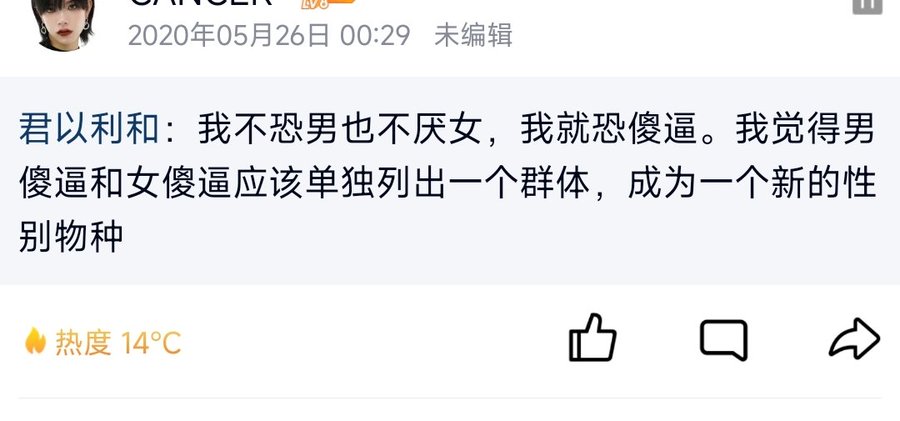 CANCER LV8
2020年05月26日 00:29 未编辑
君以利和：我不恐男也不厌女，我就恐傻逼。我觉得男
傻逼和女傻逼应该单独列出一个群体，成为一个新的性
别物种
热度 14°C